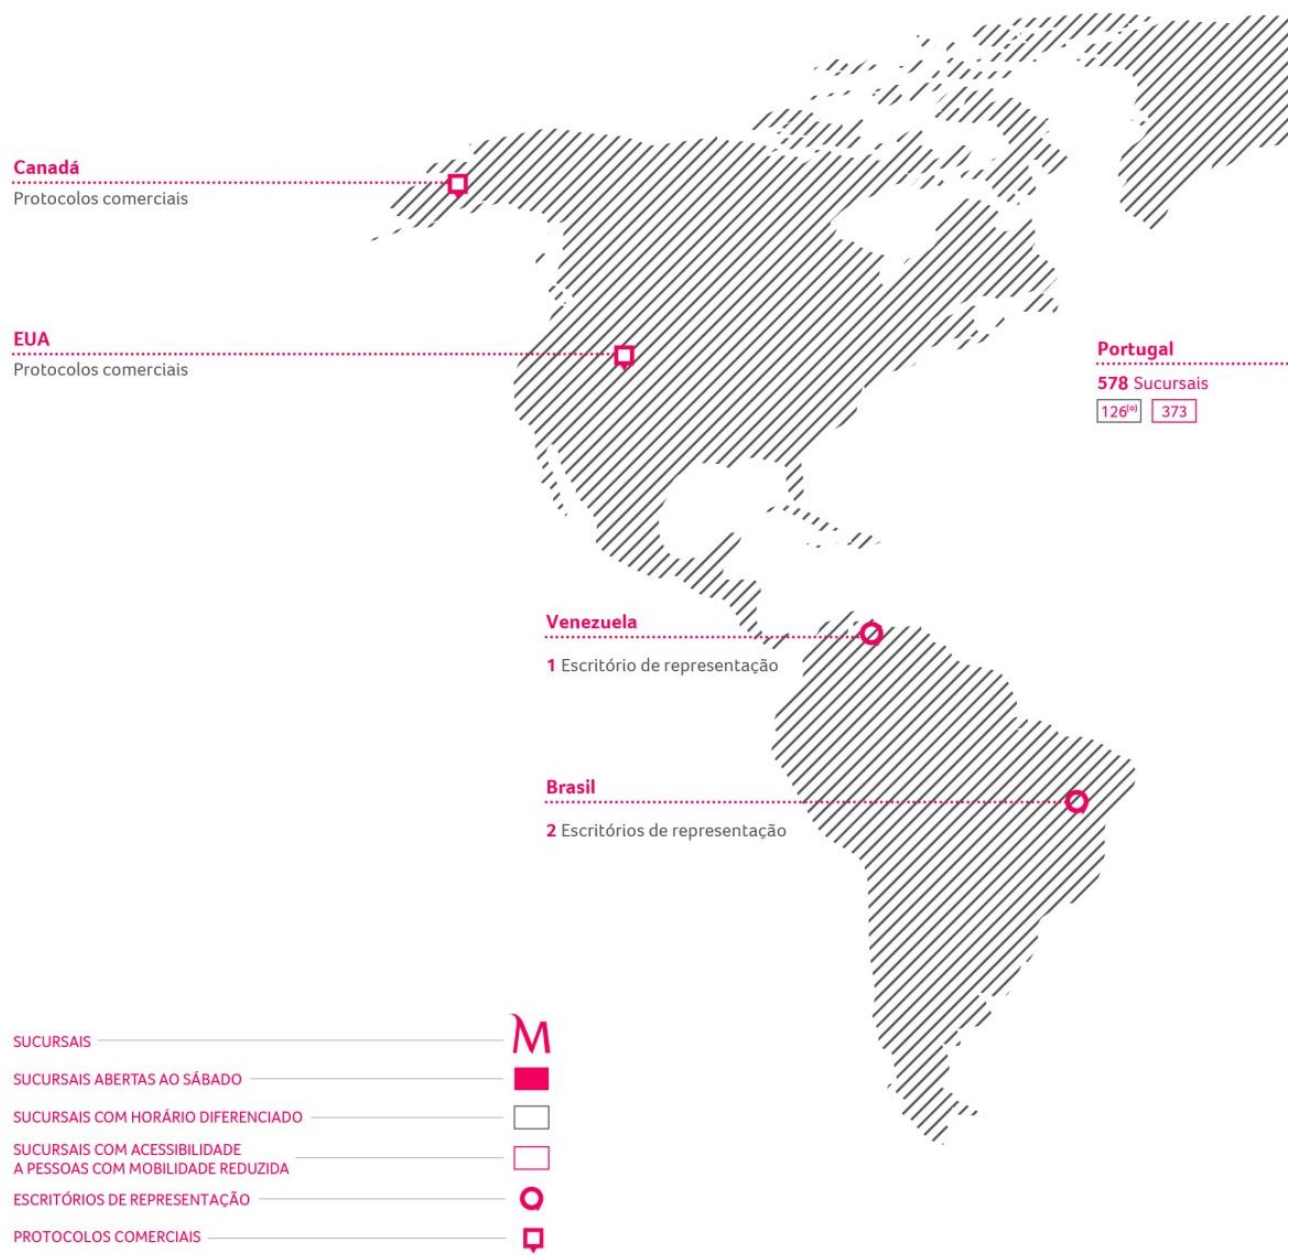 Canadá
Protocolos comerciais
EUA
Protocolos comerciais
Portugal
578 Sucursais
126(*) 373
Venezuela
1 Escritório de representação
Brasil
2 Escritórios de representação
SUCURSAIS M
SUCURSAIS ABERTAS AO SÁBADO
SUCURSAIS COM HORÁRIO DIFERENCIADO
SUCURSAIS COM ACESSIBILIDADE
A PESSOAS COM MOBILIDADE REDUZIDA
ESCRITÓRIOS DE REPRESENTAÇÃO
PROTOCOLOS COMERCIAIS